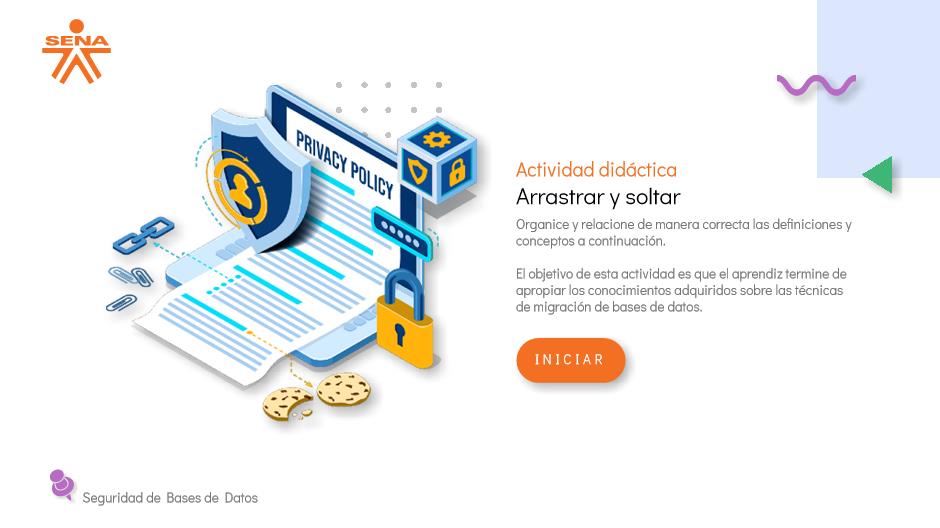 SENA
PRIVACY POLICY
Actividad didáctica
Arrastrar y soltar
Organice y relacione de manera correcta las definiciones y
conceptos a continuación.
El objetivo de esta actividad es que el aprendiz termine de
apropiar los conocimientos adquiridos sobre las técnicas
de migración de bases de datos.
INICIAR
Seguridad de Bases de Datos